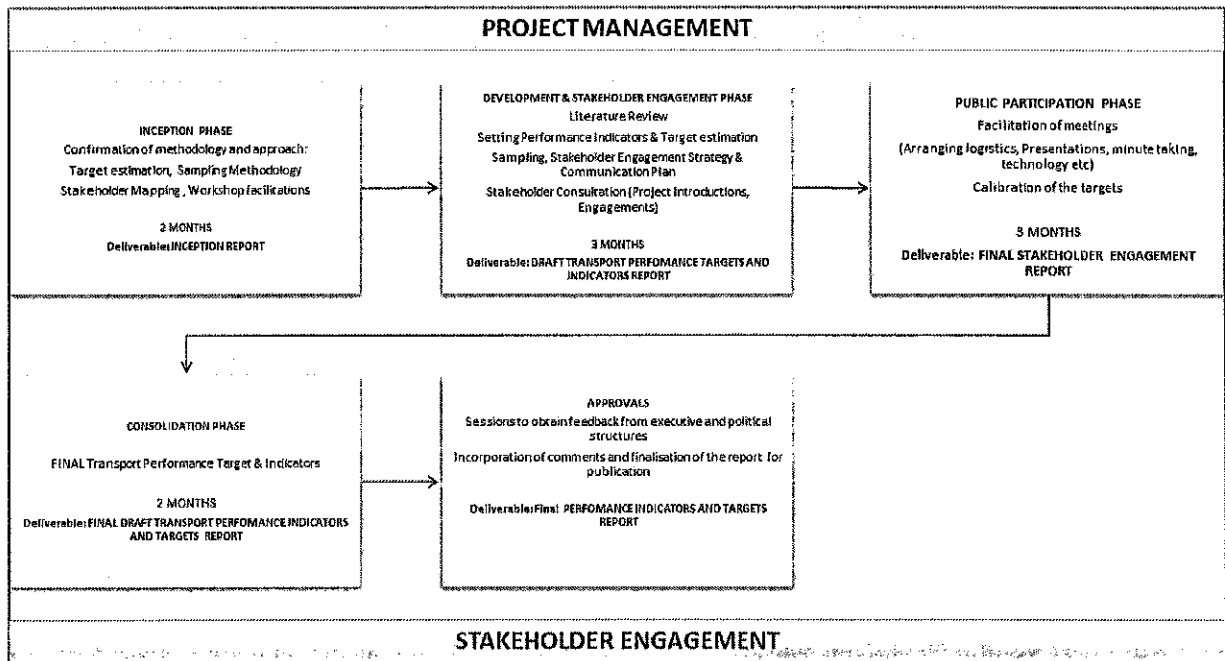 PROJECT MANAGEMENT
INCEPTION PHASE
Confirmation of methodology and approach:
Target estimation, Sampling Methodology
Stakeholder Mapping , Workshop facilitations
2 MONTHS
Deliverable:INCEPTION REPORT
DEVELOPMENT & STAKEHOLDER ENGAGEMENT PHASE
Literature Review
Setting Performance Indicators & Target estimation
Sampling, Stakeholder Engagement Strategy &
Communication Plan
Stakeholder Consultation (Project Introductions,
Engagements)
3 MONTHS
Deliverable: DRAFT TRANSPORT PERFOMANCE TARGETS AND
INDICATORS REPORT
PUBLIC PARTICIPATION PHASE
Facilitation of meetings
(Arranging logistics, Presentations, minute taking,
technology etc)
Calibration of the targets
3 MONTHS
Deliverable: FINAL STAKEHOLDER ENGAGEMENT
REPORT
CONSOLIDATION PHASE
FINAL Transport Performance Target & Indicators
2 MONTHS
Deliverable: FINAL DRAFT TRANSPORT PERFOMANCE INDICATORS
AND TARGETS REPORT
APPROVALS
Sessions to obtain feedback from executive and political
structures
Incorporation of comments and finalisation of the report for
publication
Deliverable:Final PERFOMANCE INDICATORS AND TARGETS
REPORT
STAKEHOLDER ENGAGEMENT